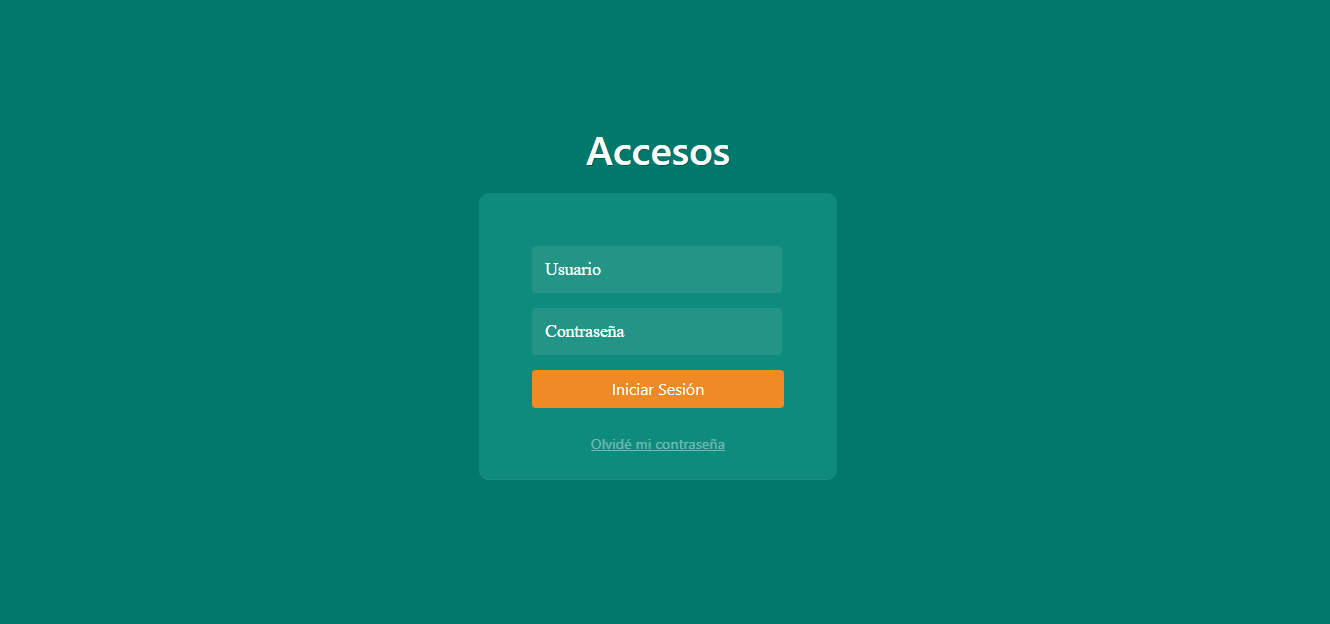 Accesos
Usuario
Contraseña
Iniciar Sesión
Olvidé mi contraseña